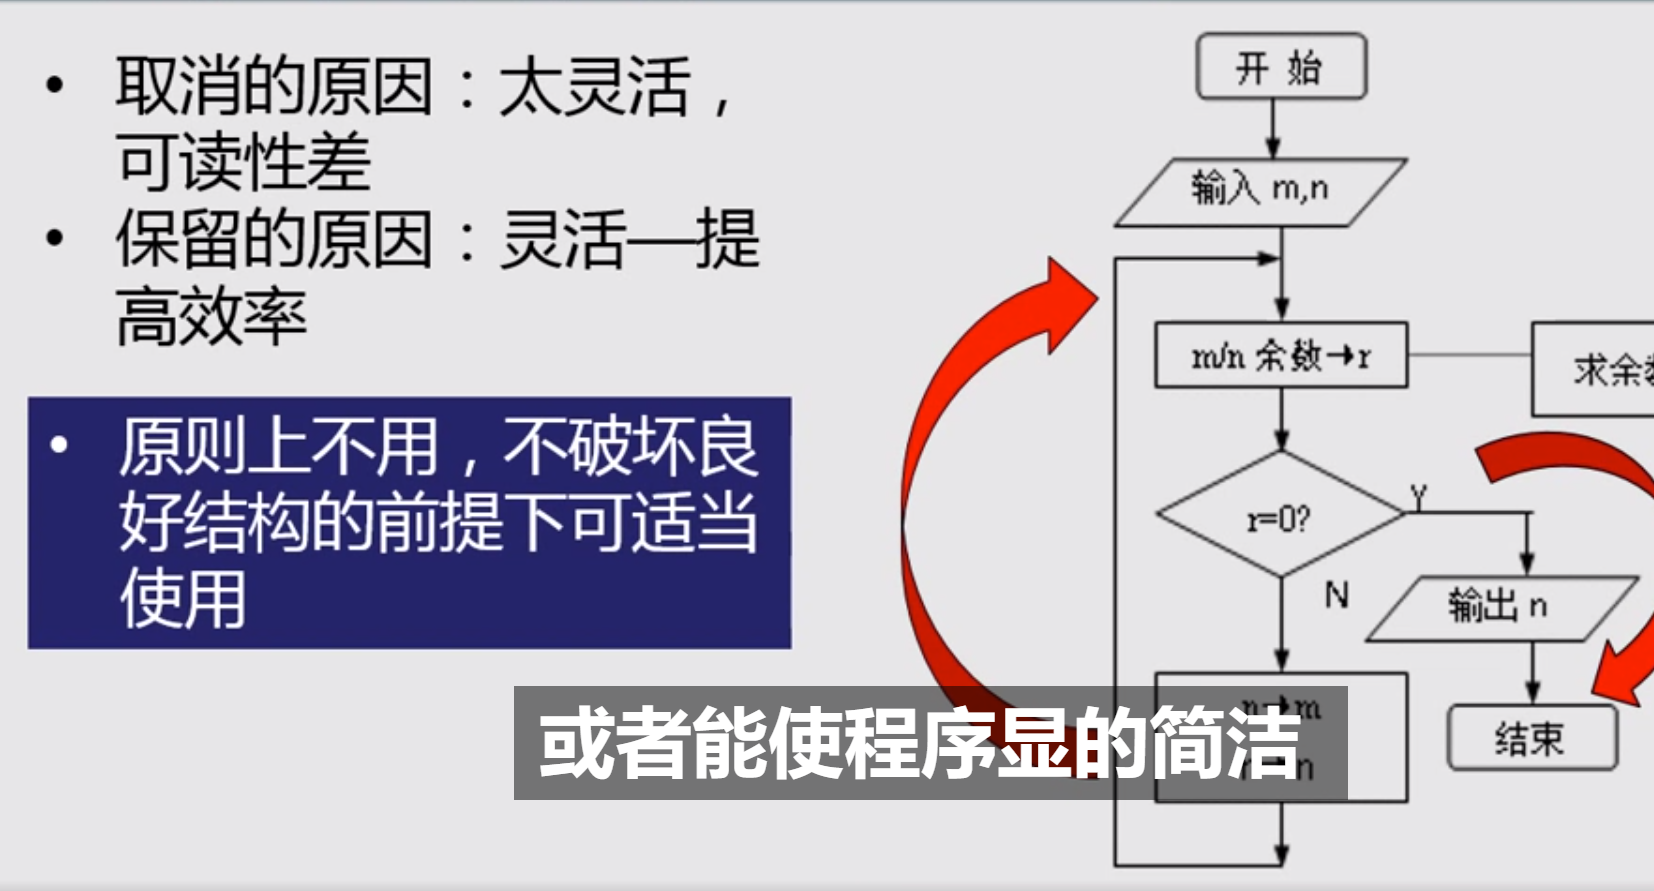 • 取消的原因：太灵活，
可读性差
• 保留的原因：灵活—提
高效率
• 原则上不用，不破坏良
好结构的前提下可适当
使用
开 始
输入 m,n
m/n 余数→r
求余
r=0?
Y
N
输出 n
结束
或者能使程序显的简洁